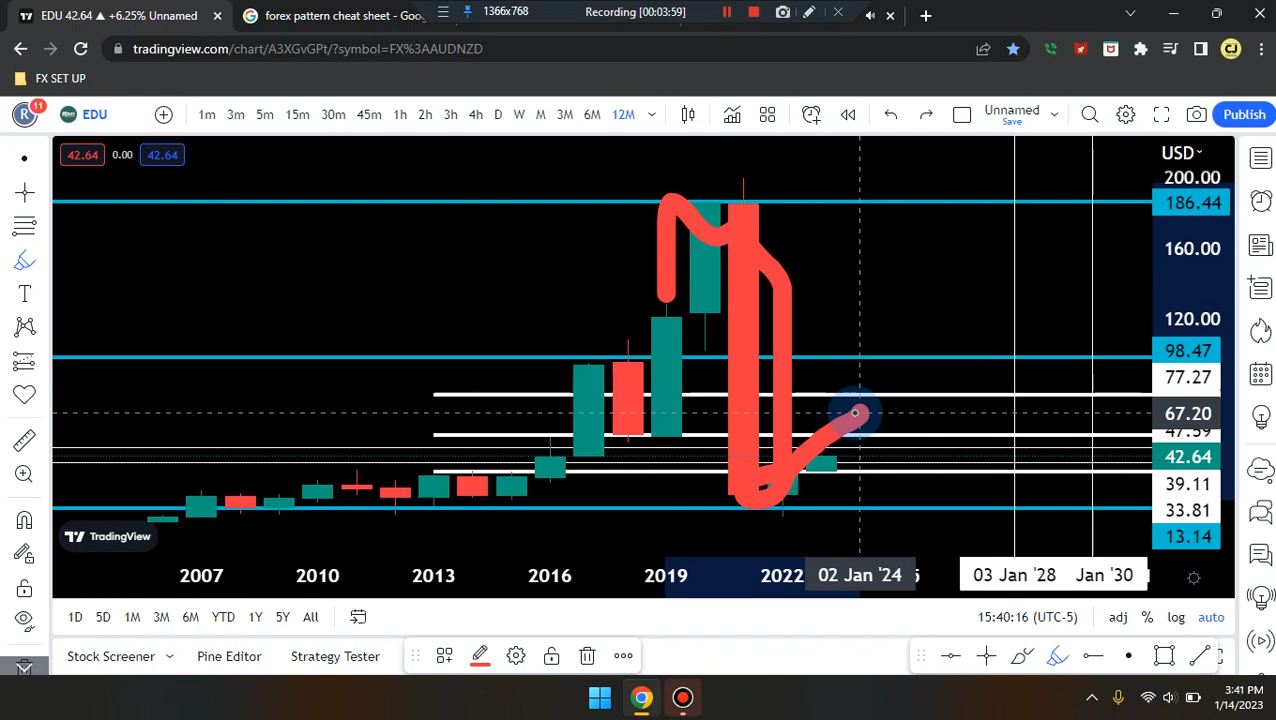 EDU 42.64 ▲ +6.25% Unnamed
forex pattern cheat sheet - Goo
1366x768
Recording [00:03:59]
tradingview.com/chart/A3XGvGPt/?symbol=FX%3AAUDNZD
CJ
FX SET UP
R 11
EDU
1m 3m 5m 15m 30m 45m 1h 2h 3h 4h D W M 3M 6M 12M
Unnamed
Save
Publish
42.64 0.00 42.64
USD
200.00
186.44
160.00
120.00
98.47
77.27
67.20
47.59
42.64
39.11
33.81
13.14
TradingView
2007 2010 2013 2016 2019 2022 02 Jan '24 03 Jan '28 Jan '30
1D 5D 1M 3M 6M YTD 1Y 5Y All
15:40:16 (UTC-5) adj % log auto
Stock Screener Pine Editor Strategy Tester
3:41 PM
1/14/2023